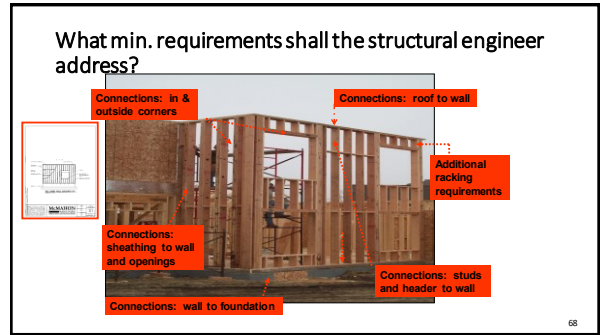 What min. requirements shall the structural engineer
address?
Connections: in &
outside corners
Connections: roof to wall
Additional
racking
requirements
McMAHON
Connections:
sheathing to wall
and openings
Connections: studs
and header to wall
Connections: wall to foundation
68